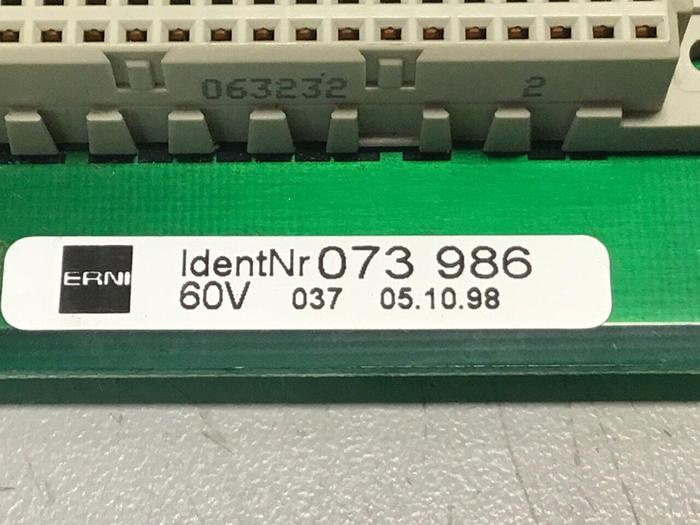 063232 2
ERNI
IdentNr 073 986
60V 037 05.10.98